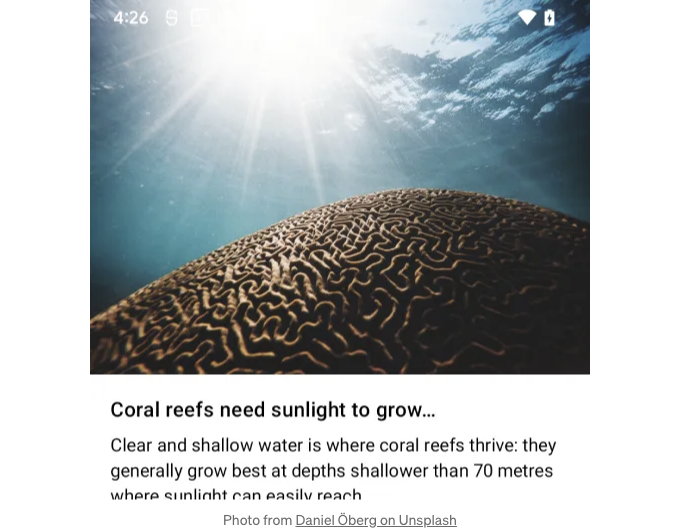 4:26
Coral reefs need sunlight to grow...
Clear and shallow water is where coral reefs thrive: they
generally grow best at depths shallower than 70 metres
where sunlight can easily reach
Photo from Daniel Öberg on Unsplash